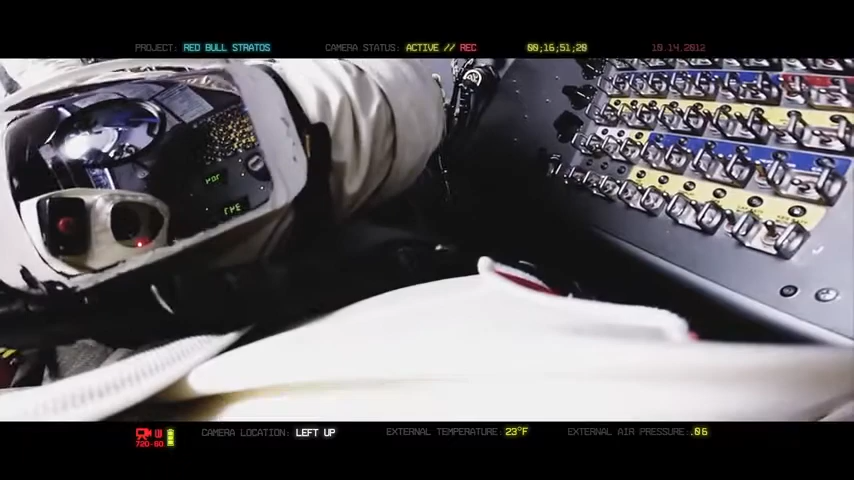 PROJECT: RED BULL STRATOS
CAMERA STATUS: ACTIVE // REC
00;16;51;20
10.14.2012
720-60
CAMERA LOCATION: LEFT UP
EXTERNAL TEMPERATURE: 23°F
EXTERNAL AIR PRESSURE: .06